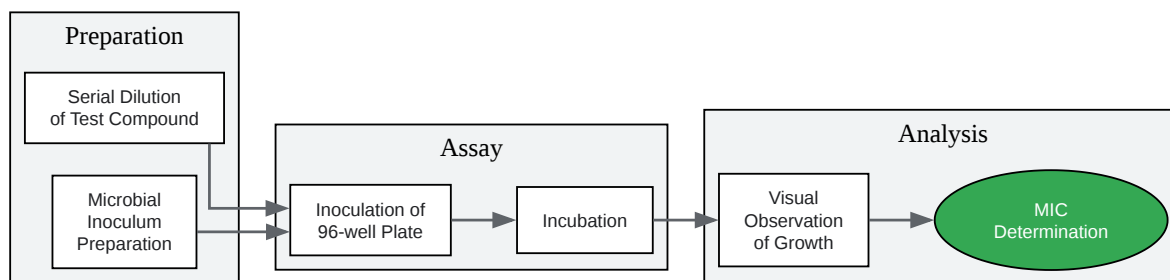 Preparation
Serial Dilution
of Test Compound
Microbial
Inoculum
Preparation
Assay
Inoculation of
96-well Plate
Incubation
Analysis
Visual
Observation
of Growth
MIC
Determination